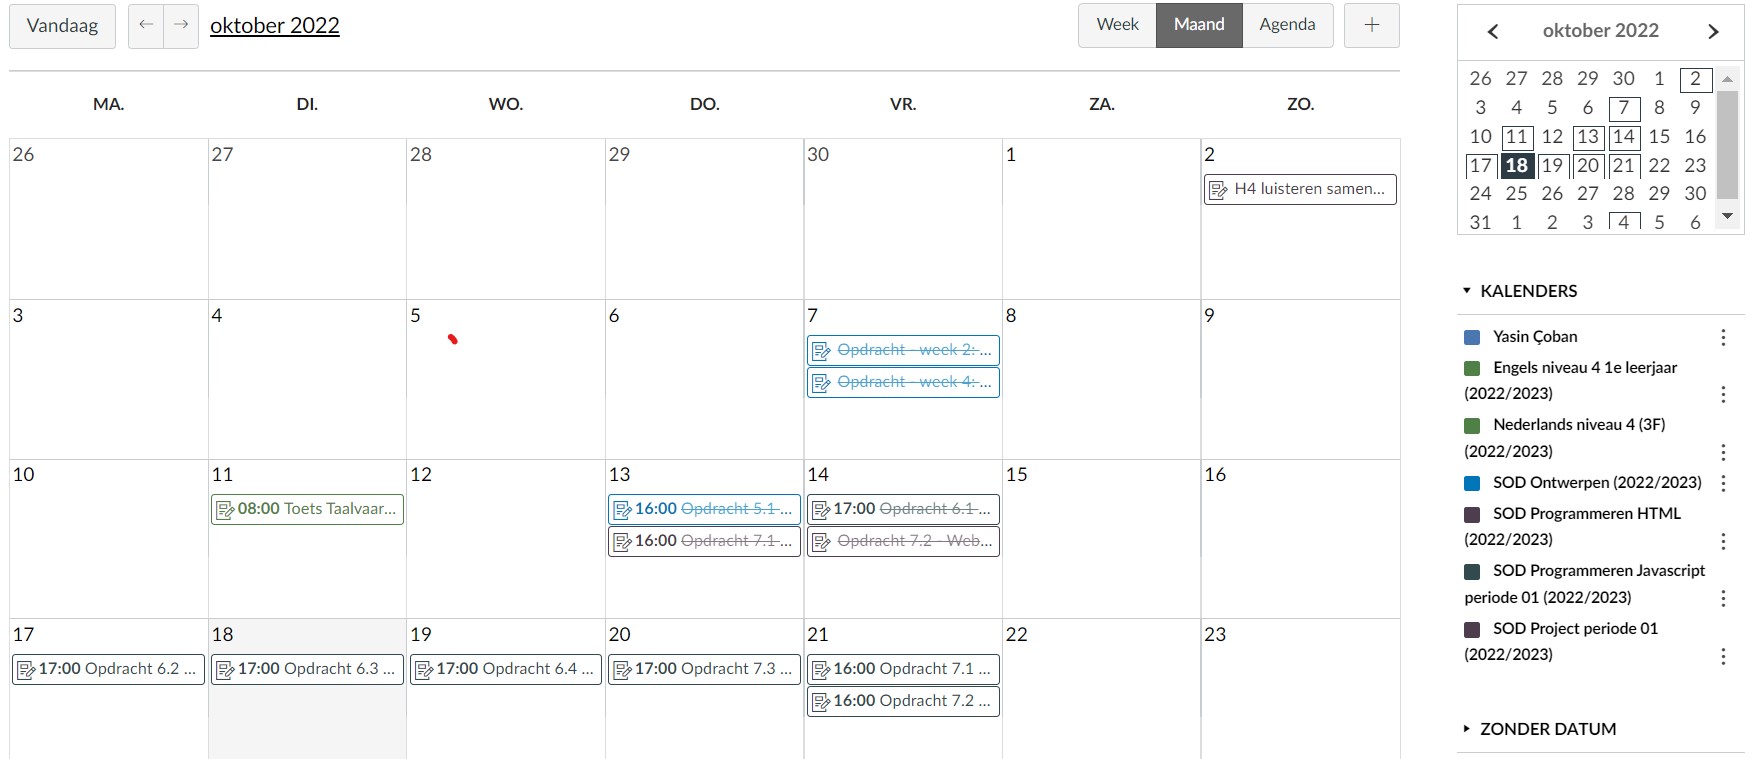 Vandaag ← → oktober 2022 Week Maand Agenda +
MA. DI. WO. DO. VR. ZA. ZO.
26 27 28 29 30 1 2
H4 luisteren samen...
3 4 5 6 7 8 9
Opdracht - week 2: ...
Opdracht - week 4: ...
10 11 12 13 14 15 16
08:00 Toets Taalvaar... 16:00 Opdracht 5.1 ... 17:00 Opdracht 6.1 ...
16:00 Opdracht 7.1 ... Opdracht 7.2 - Web...
17 18 19 20 21 22 23
17:00 Opdracht 6.2 ... 17:00 Opdracht 6.3 ... 17:00 Opdracht 6.4 ... 17:00 Opdracht 7.3 ... 16:00 Opdracht 7.1 ...
16:00 Opdracht 7.2 ...
oktober 2022
26 27 28 29 30 1 2
3 4 5 6 7 8 9
10 11 12 13 14 15 16
17 18 19 20 21 22 23
24 25 26 27 28 29 30
31 1 2 3 4 5 6
KALENDERS
Yasin Çoban
Engels niveau 4 1e leerjaar
(2022/2023)
Nederlands niveau 4 (3F)
(2022/2023)
SOD Ontwerpen (2022/2023)
SOD Programmeren HTML
(2022/2023)
SOD Programmeren Javascript
periode 01 (2022/2023)
SOD Project periode 01
(2022/2023)
ZONDER DATUM